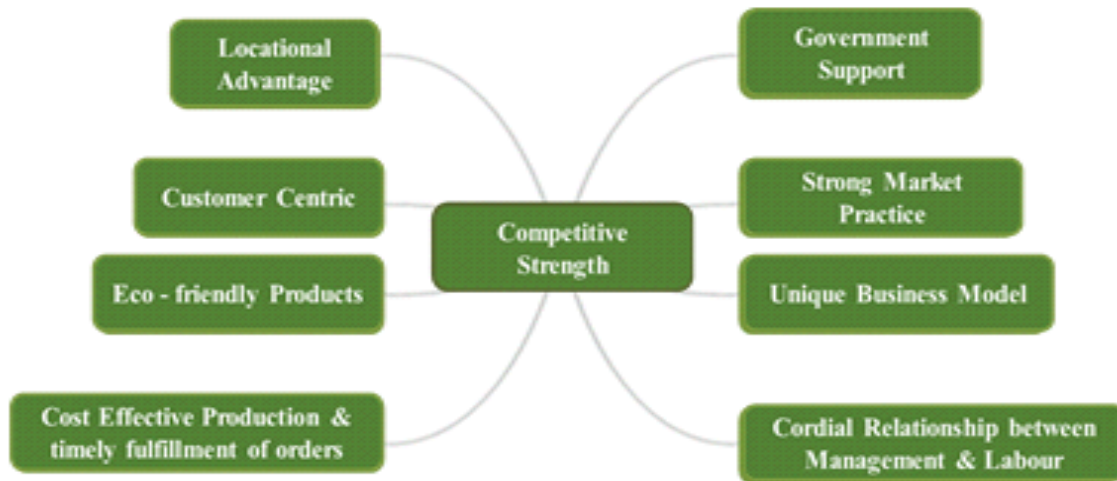 Locational
Advantage
Government
Support
Customer Centric
Strong Market
Practice
Competitive
Strength
Eco - friendly Products
Unique Business Model
Cost Effective Production &
timely fulfillment of orders
Cordial Relationship between
Management & Labour